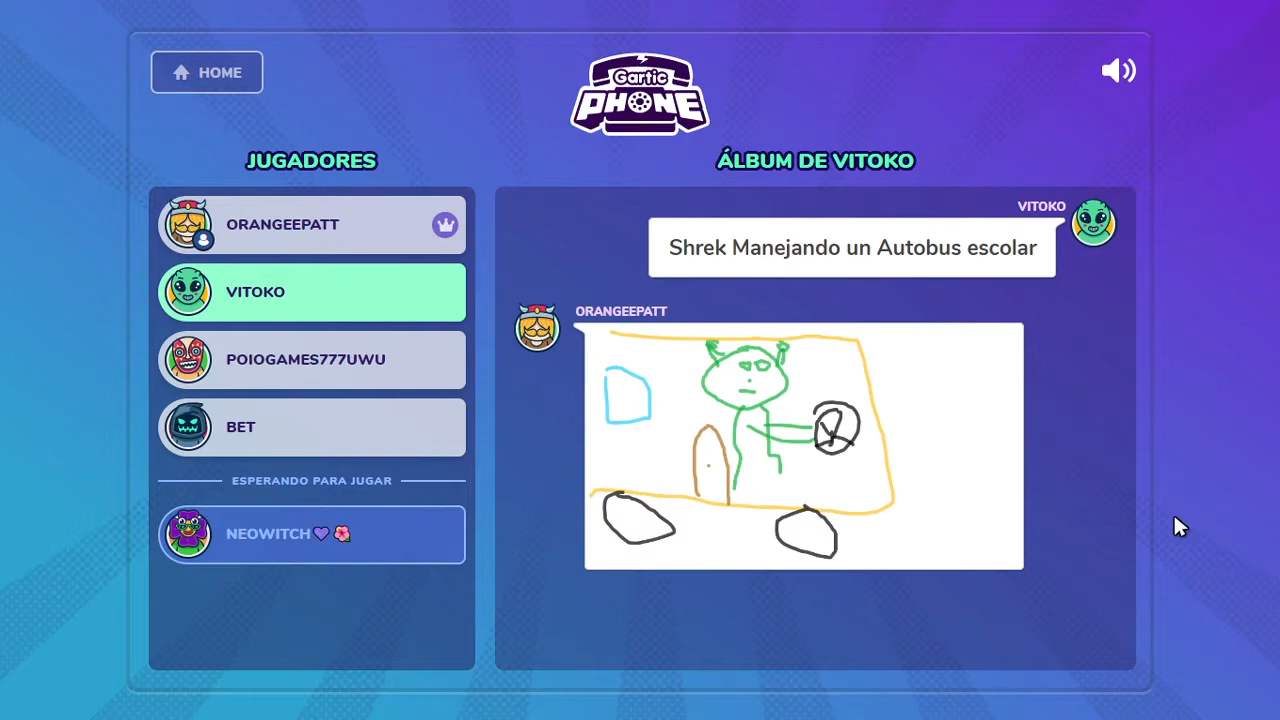 HOME
Gartic
PHONE
JUGADORES
ÁLBUM DE VITOKO
ORANGEEPATT
VITOKO
POIOGAMES777UWU
BET
ESPERANDO PARA JUGAR
NEOWITCH💜🌺
VITOKO
Shrek Manejando un Autobus escolar
ORANGEEPATT